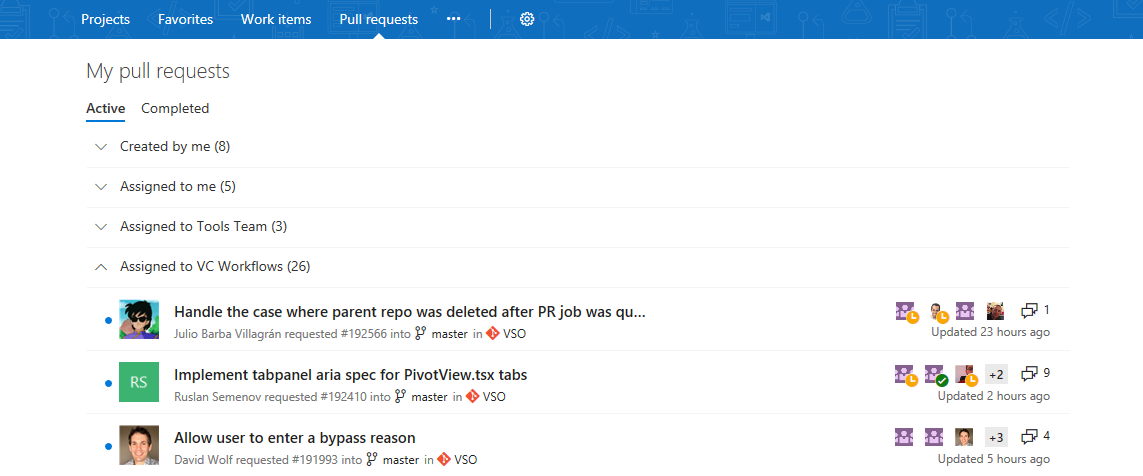 Projects Favorites Work items Pull requests ···
My pull requests
Active Completed
Created by me (8)
Assigned to me (5)
Assigned to Tools Team (3)
Assigned to VC Workflows (26)
Handle the case where parent repo was deleted after PR job was qu... 1
Julio Barba Villagrán requested #192566 into master in VSO Updated 23 hours ago
RS Implement tabpanel aria spec for PivotView.tsx tabs +2 9
Ruslan Semenov requested #192410 into master in VSO Updated 2 hours ago
Allow user to enter a bypass reason +3 4
David Wolf requested #191993 into master in VSO Updated 5 hours ago